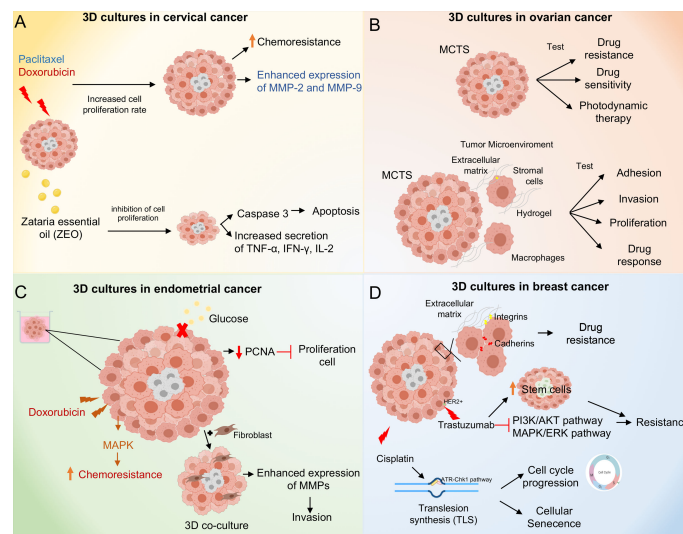 A
3D cultures in cervical cancer
Paclitaxel
Doxorubicin
Increased cell
proliferation rate
Chemoresistance
Enhanced expression
of MMP-2 and MMP-9
Zataria essential
oil (ZEO)
inhibition of cell
proliferation
Caspase 3
Apoptosis
Increased secretion
of TNF-α, IFN-γ, IL-2
B
3D cultures in ovarian cancer
MCTS
Test
Drug
resistance
Drug
sensitivity
Photodynamic
therapy
Tumor Microenviroment
Extracellular
matrix
Stromal
cells
MCTS
Hydrogel
Macrophages
Test
Adhesion
Invasion
Proliferation
Drug
response
C
3D cultures in endometrial cancer
Glucose
PCNA
Proliferation
cell
Doxorubicin
MAPK
Chemoresistance
Fibroblast
3D co-culture
Enhanced expression
of MMPs
Invasion
D
3D cultures in breast cancer
Extracellular
matrix
Integrins
Cadherins
Drug
resistance
HER2+
Trastuzumab
Stem cells
PI3K/AKT pathway
MAPK/ERK pathway
Resistance
Cisplatin
ATR-Chk1 pathway
Translesion
synthesis (TLS)
Cell cycle
progression
Cell Cycle
Cellular
Senecence